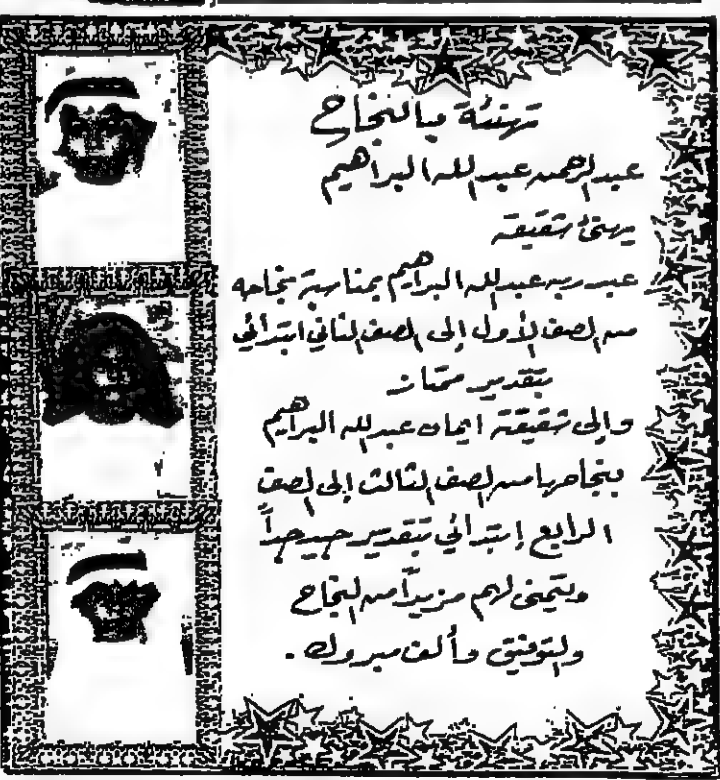 تهنئة بالنجاح
عبدالرحمن عبدالله البراهيم
يهنئ شقيقه
عبدربه عبدالله البراهيم بمناسبة نجاحه
من الصف الأول إلى الصف الثاني ابتدائي
بتقدير ممتاز
والى شقيقته ايمان عبدالله البراهيم
بنجاحها من الصف الثالث إلى الصف
الرابع إبتدائي بتقدير جيد جداً
ويتمنى لهم مزيداً من النجاح
والتوفيق وألف مبروك .